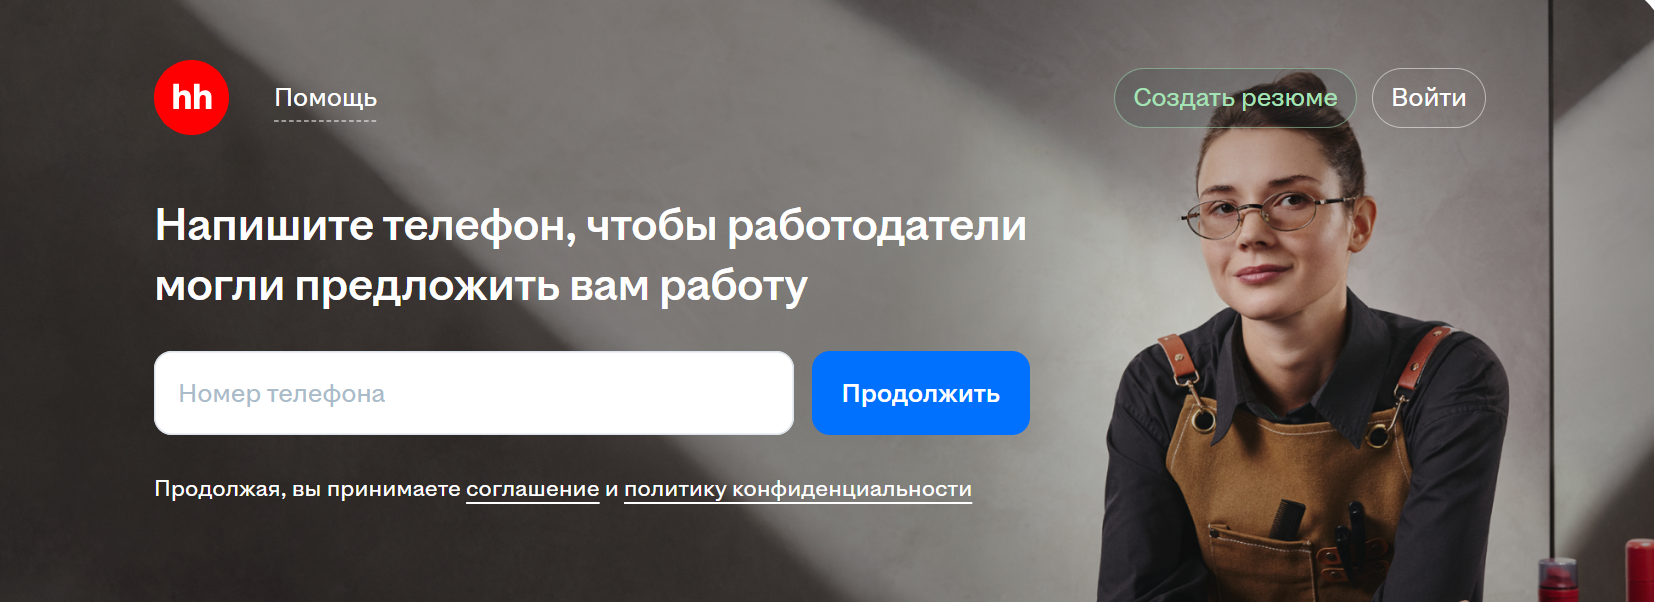 hh
Помощь
Создать резюме
Войти
Напишите телефон, чтобы работодатели
могли предложить вам работу
Номер телефона
Продолжить
Продолжая, вы принимаете соглашение и политику конфиденциальности